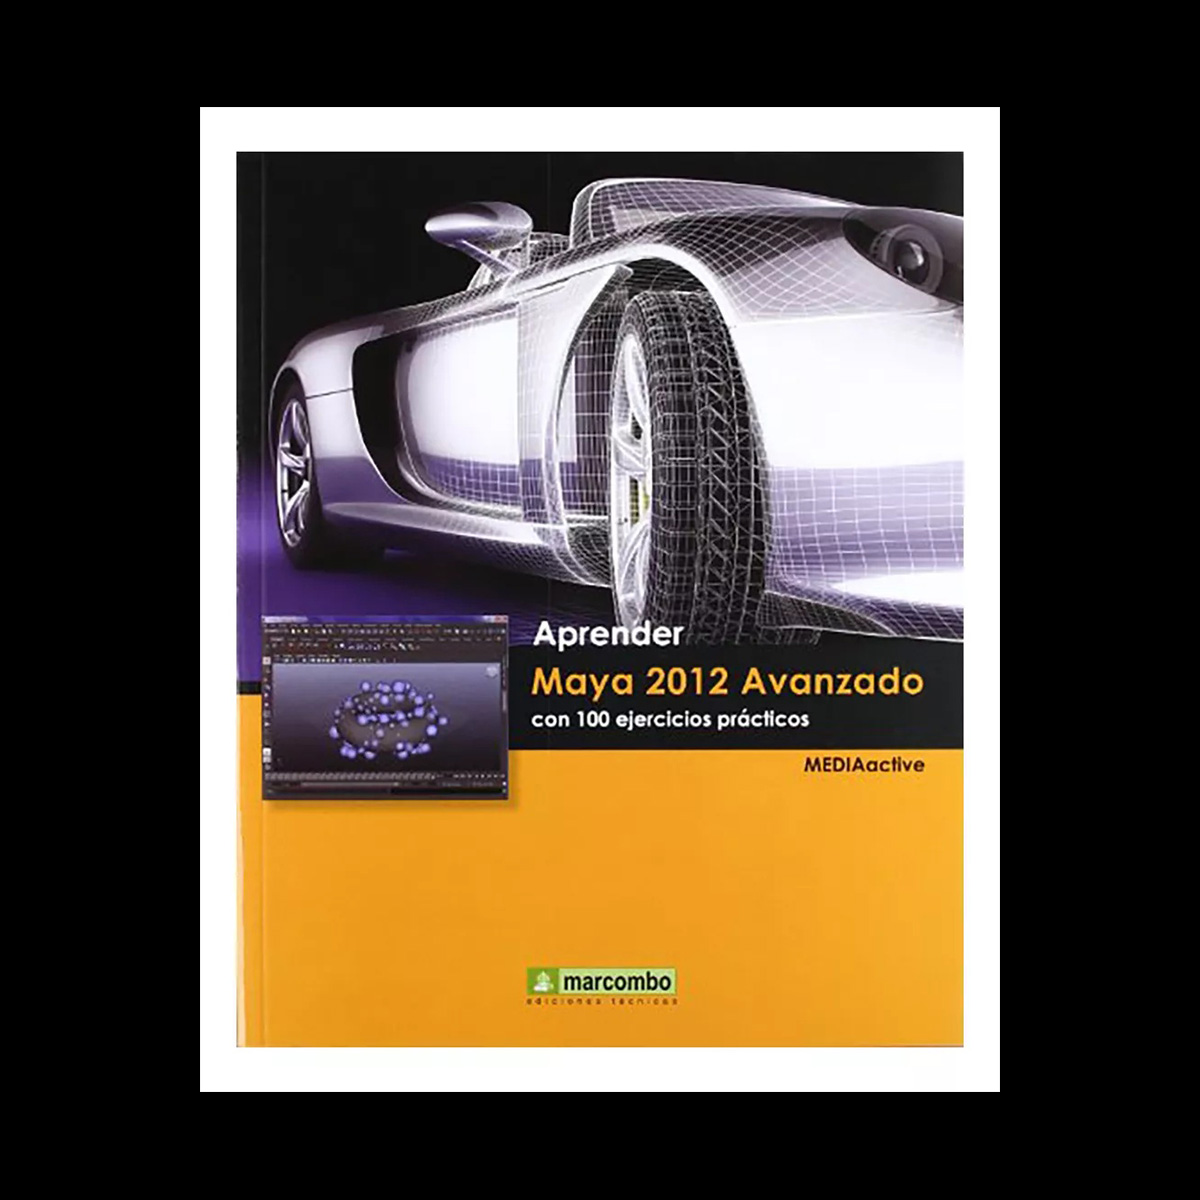 Aprender
Maya 2012 Avanzado
con 100 ejercicios prácticos
MEDIAactive
marcombo
ediciones técnicas